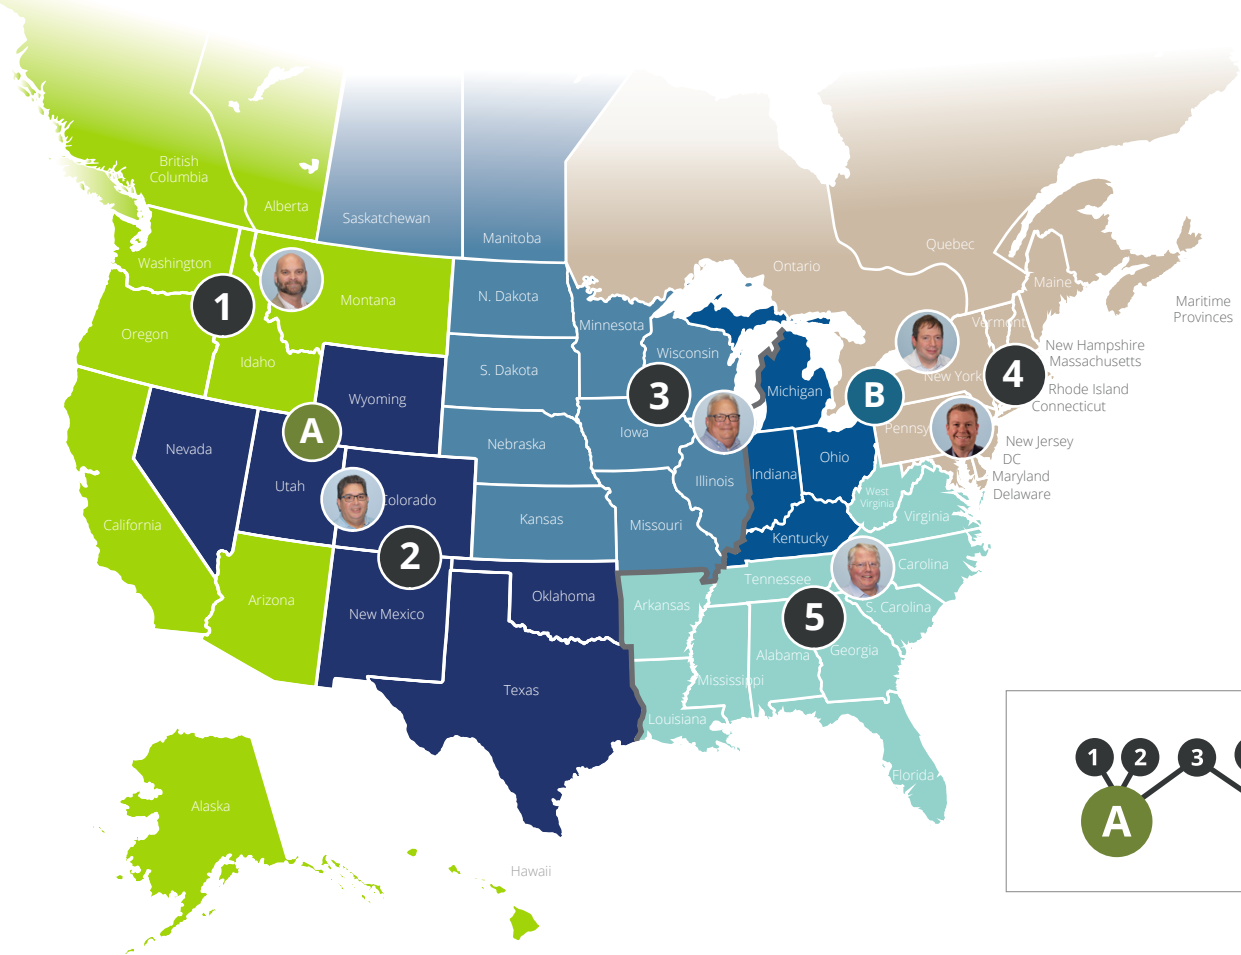 British
Columbia
Alberta
Saskatchewan
Manitoba
Ontario
Quebec
Maine
Maritime
Provinces
Washington
Montana
N. Dakota
Minnesota
Vermont
1
Oregon
Idaho
S. Dakota
Wisconsin
New Hampshire
Massachusetts
Michigan
New York
4
Rhode Island
Connecticut
Wyoming
3
B
A
Nevada
Nebraska
Iowa
Pennsy
New Jersey
DC
Maryland
Delaware
Utah
Colorado
Illinois
Indiana
Ohio
West
Virginia
Virginia
California
Kansas
Missouri
Kentucky
2
Carolina
Arizona
New Mexico
Oklahoma
Arkansas
Tennessee
S. Carolina
5
Texas
Alabama
Georgia
Mississippi
Louisiana
Florida
Alaska
Hawaii
1 2 3
A